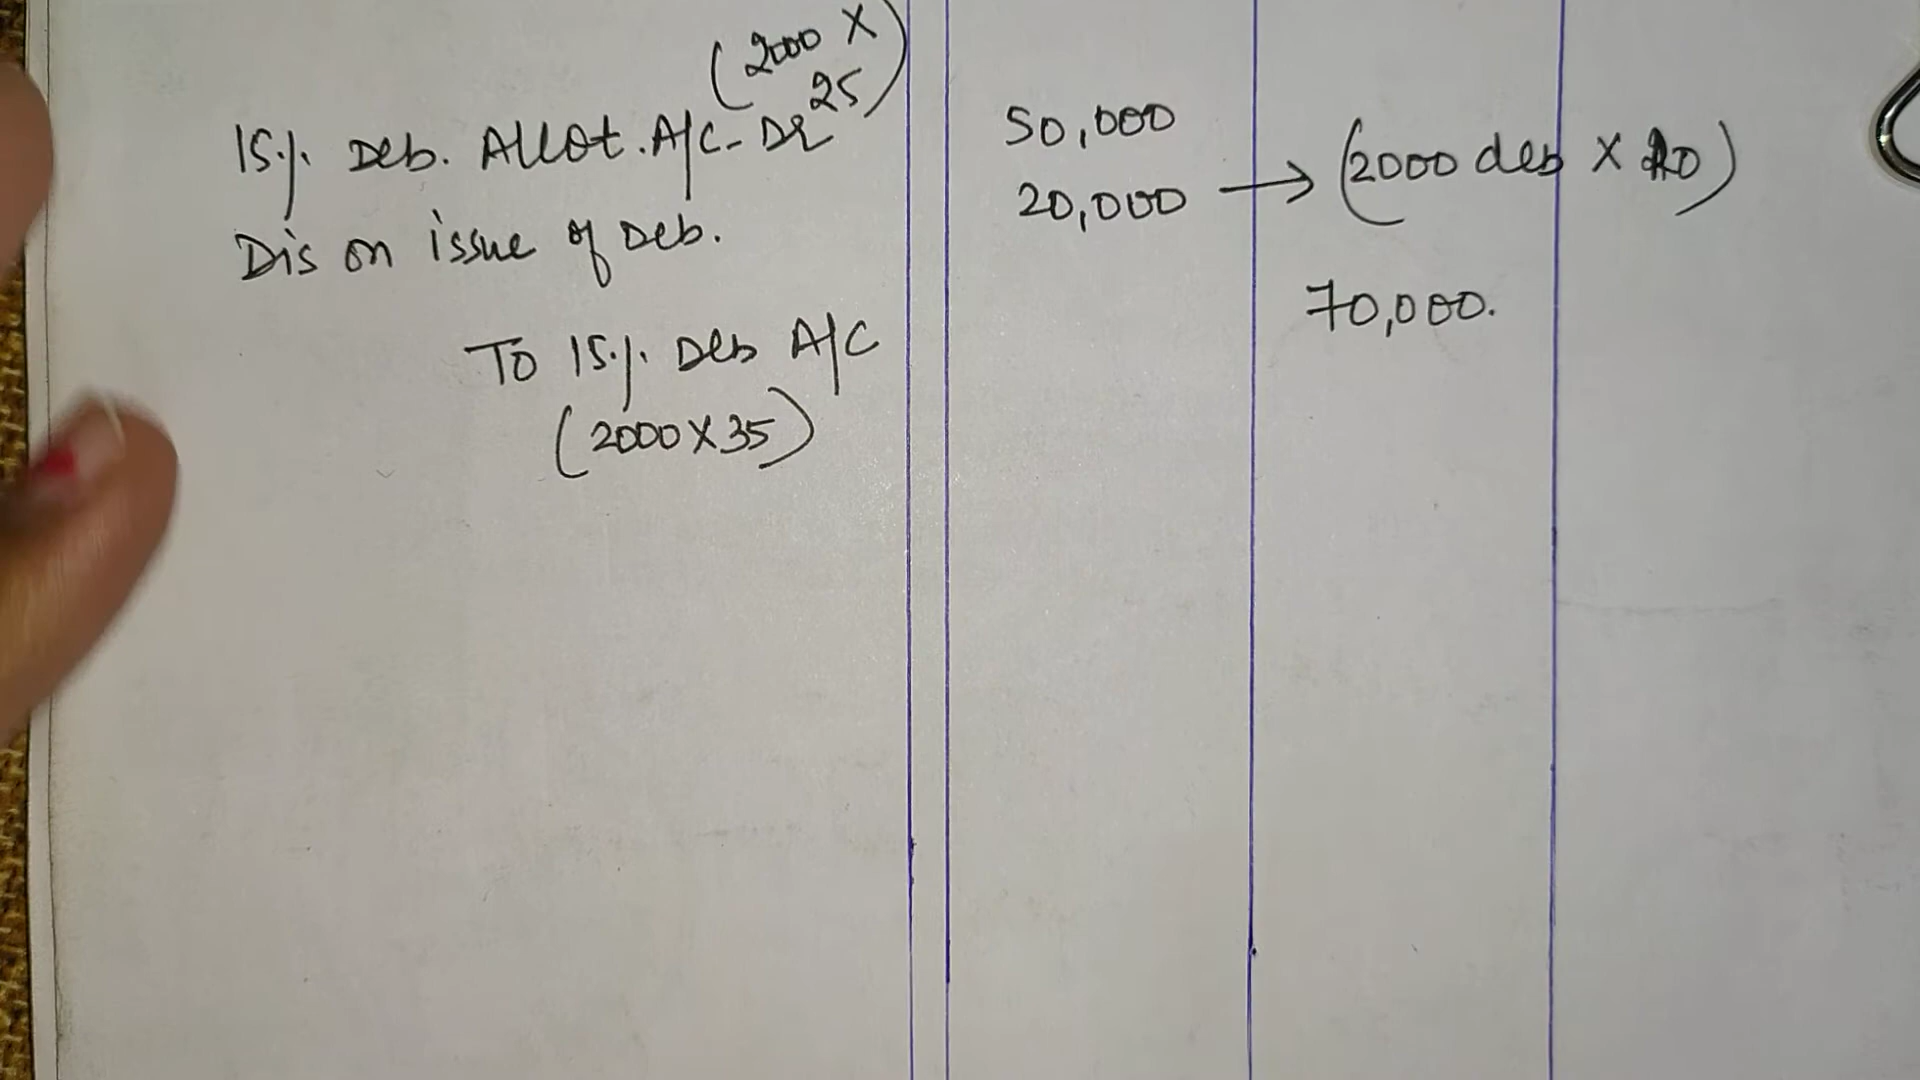 (2000 X
25)
15%. Deb. Allot. A/C - Dr 50,000
20,000 → (2000 deb X 10)
Dis on issue of Deb.
70,000.
To 15%. Deb A/C
(2000 X 35)